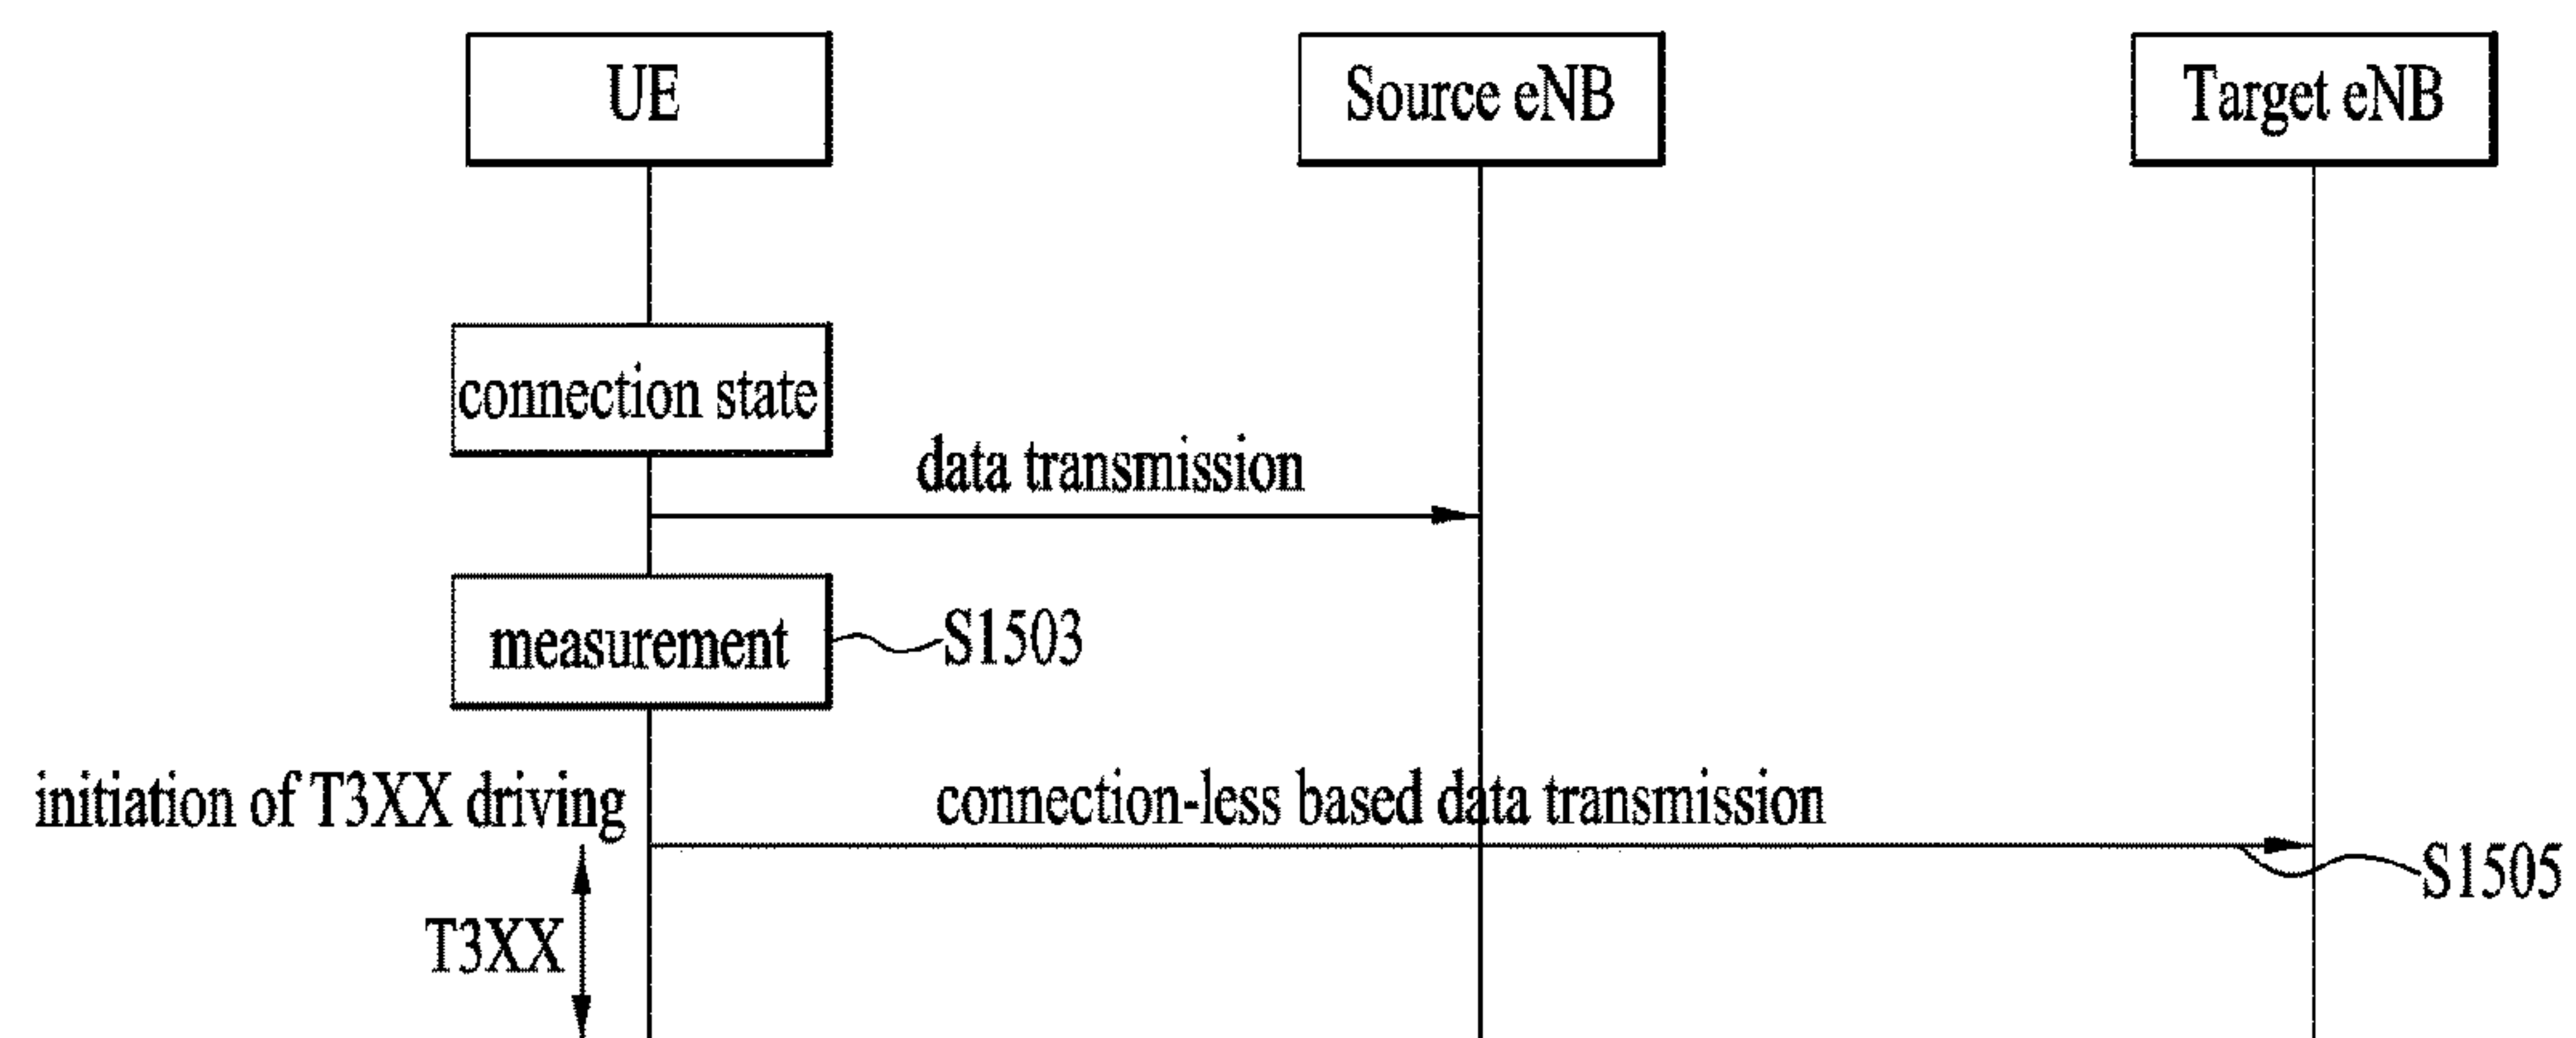 UE
Source eNB
Target eNB
connection state
data transmission
measurement
S1503
initiation of T3XX driving
connection-less based data transmission
S1505
T3XX